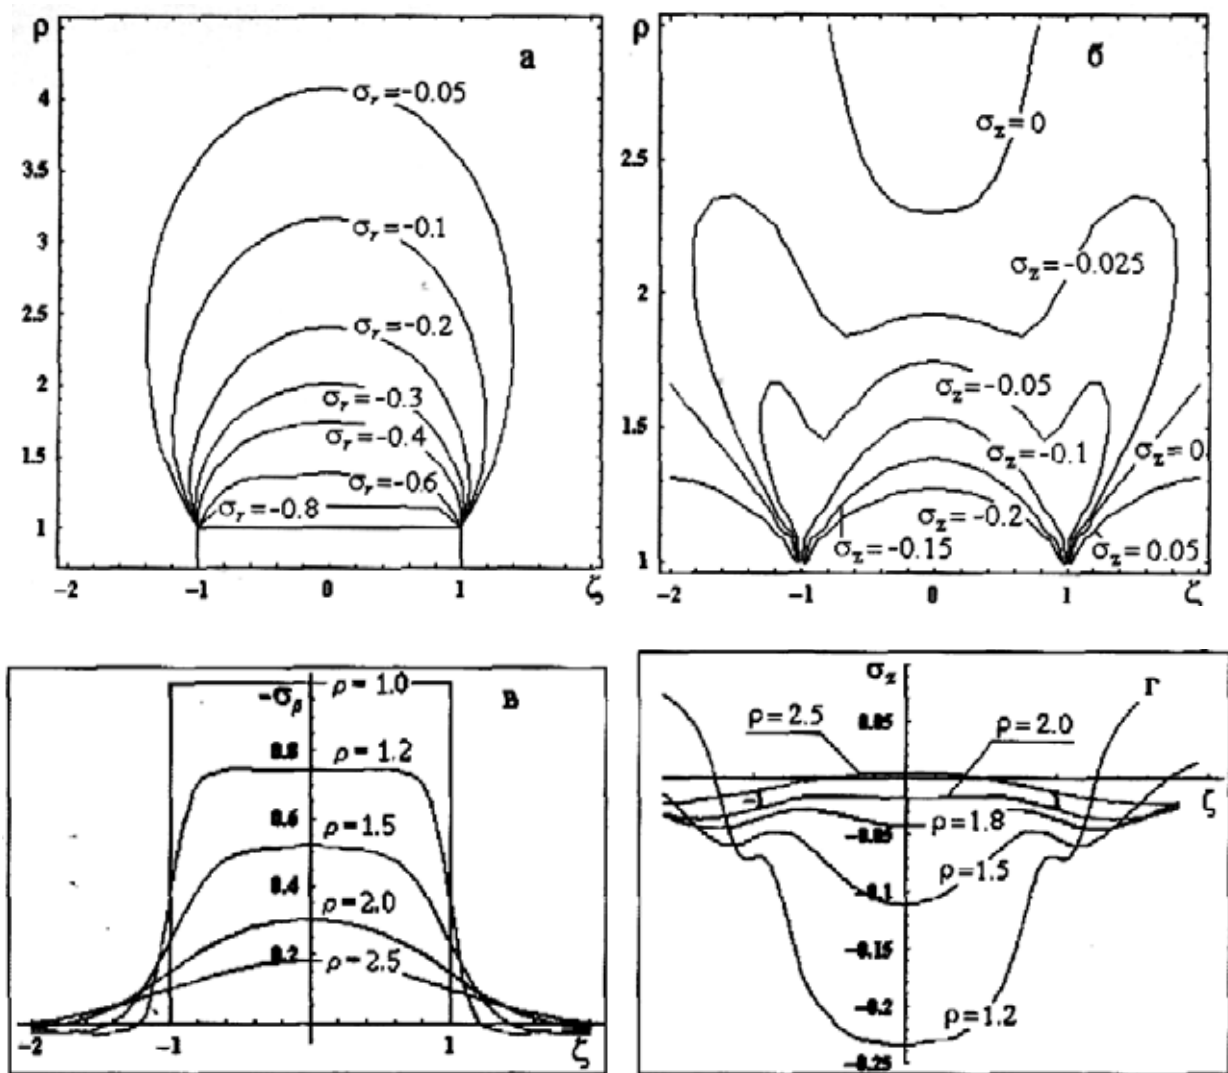 ρ
а
4
3.5
3
2.5
2
1.5
1
σr=-0.05
σr=-0.1
σr=-0.2
σr=-0.3
σr=-0.4
σr=-0.6
σr=-0.8
-2 -1 0 1 ζ
ρ
б
2.5
2
1.5
1
σz=0
σz=-0.025
σz=-0.05
σz=-0.1
σz=0
σz=-0.2
σz=-0.15
σz=0.05
-2 -1 0 1 ζ
-σρ
ρ=1.0
в
0.8
ρ=1.2
0.6
ρ=1.5
0.4
ρ=2.0
0.2
ρ=2.5
-2 -1 1 ζ
σz
г
ρ=2.5
0.05
ρ=2.0
ζ
-0.05
ρ=1.8
ρ=1.5
-0.1
-0.15
-0.2
ρ=1.2
-0.25